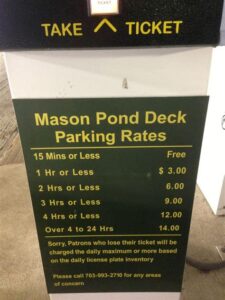 TICKET
TAKE TICKET
Mason Pond Deck
Parking Rates
15 Mins or Less Free
1 Hr or Less $ 3.00
2 Hrs or Less 6.00
3 Hrs or Less 9.00
4 Hrs or Less 12.00
Over 4 to 24 Hrs 14.00
Sorry, Patrons who lose their ticket will be
charged the daily maximum or more based
on the daily license plate inventory
Please call 703-993-2710 for any areas
of concern